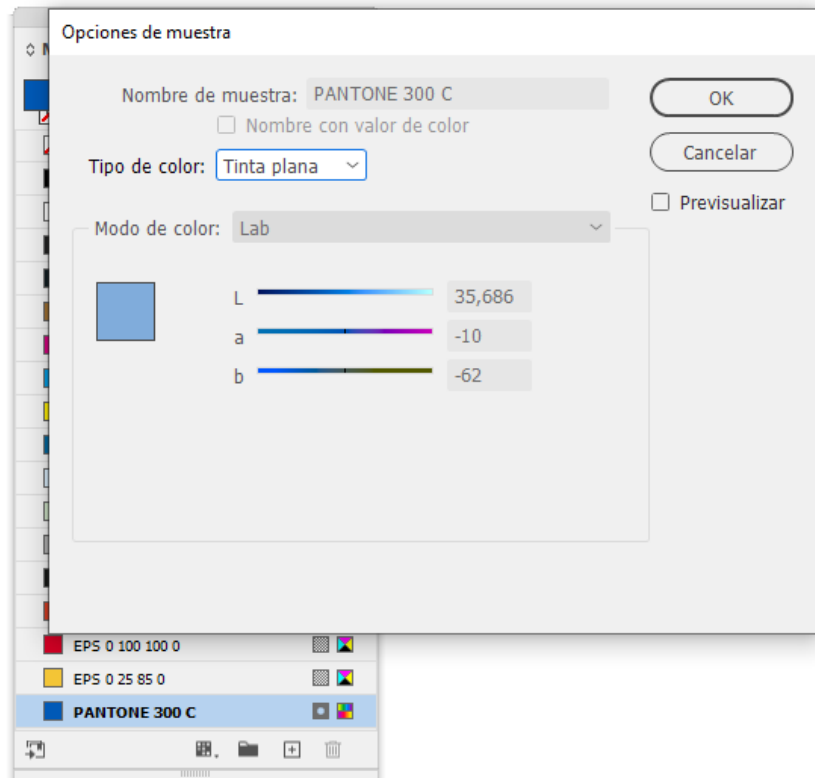 Opciones de muestra
Nombre de muestra: PANTONE 300 C
Nombre con valor de color
Tipo de color: Tinta plana
Modo de color: Lab
L 35,686
a -10
b -62
OK
Cancelar
Previsualizar
EPS 0 100 100 0
EPS 0 25 85 0
PANTONE 300 C